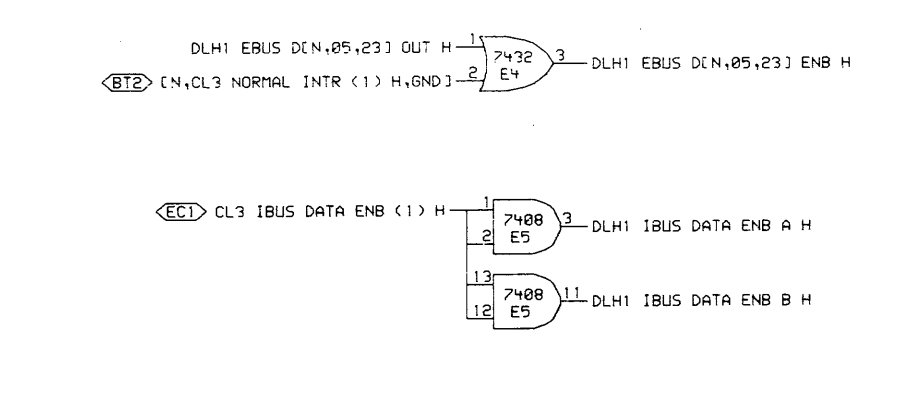 DLH1 EBUS D[N,05,23] OUT H 1
7432 3 DLH1 EBUS D[N,05,23] ENB H
BT2 [N,CL3 NORMAL INTR (1) H,GND] 2 E4
EC1 CL3 IBUS DATA ENB (1) H 1
7408 3 DLH1 IBUS DATA ENB A H
2 E5
13
7408 11 DLH1 IBUS DATA ENB B H
12 E5